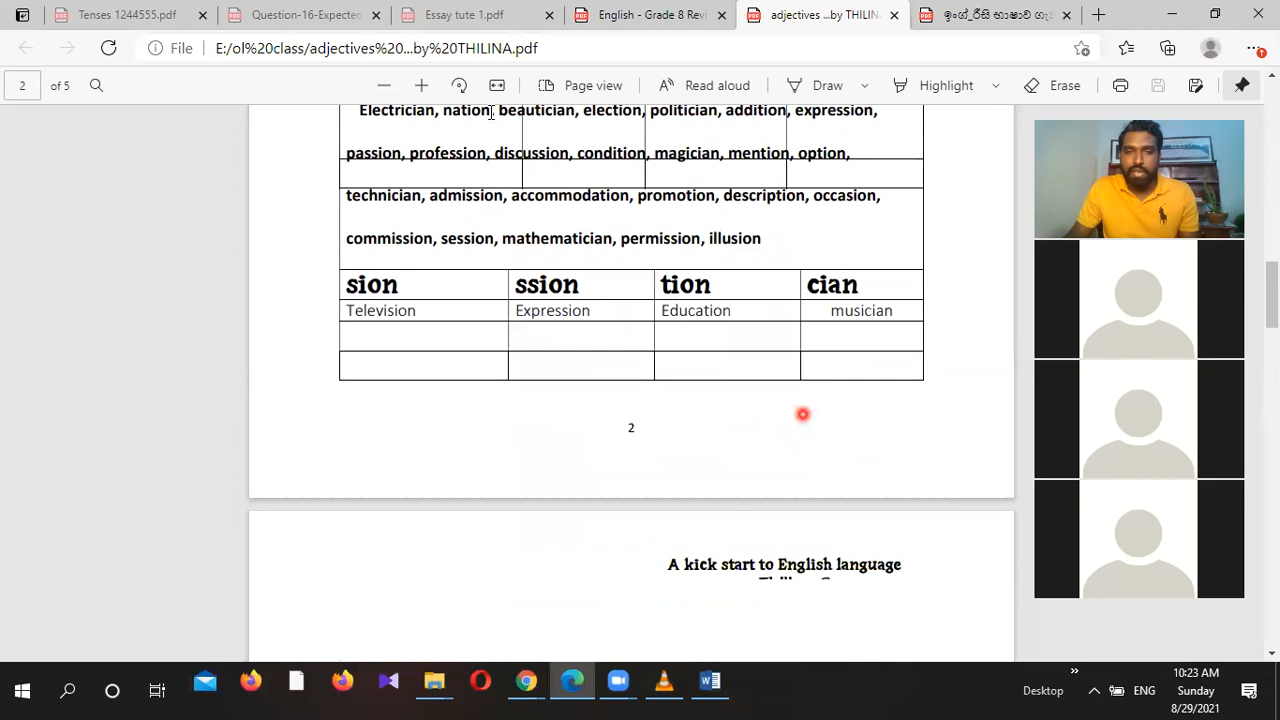 Tenses 1244555.pdf
Question-16-Expected
Essay tute 1.pdf
English - Grade 8 Revi
adjectives ...by THILIN
ඉංග්‍රීසි භාෂාව ගැ
File
E:/ol%20class/adjectives%20...by%20THILINA.pdf
2 of 5
Page view
Read aloud
Draw
Highlight
Erase
Electrician, nation, beautician, election, politician, addition, expression,
passion, profession, discussion, condition, magician, mention, option,
technician, admission, accommodation, promotion, description, occasion,
commission, session, mathematician, permission, illusion
sion ssion tion cian
Television Expression Education musician
2
A kick start to English language
Desktop
ENG
10:23 AM
Sunday
8/29/2021